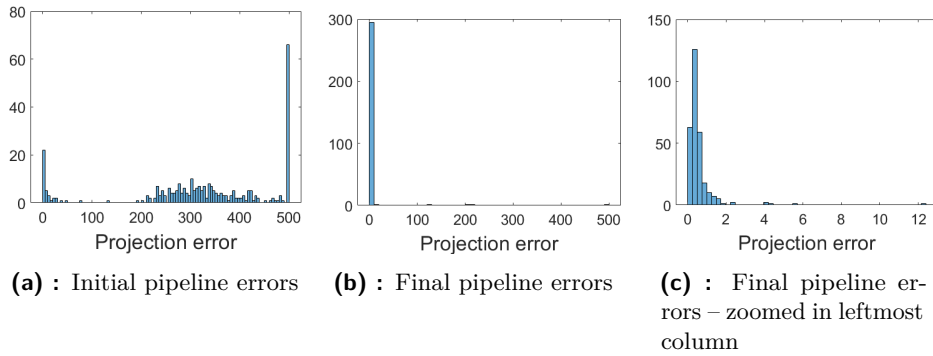 80
60
40
20
0
0 100 200 300 400 500
Projection error
(a) : Initial pipeline errors
300
200
100
0
0 100 200 300 400 500
Projection error
(b) : Final pipeline errors
150
100
50
0
0 2 4 6 8 10 12
Projection error
(c) : Final pipeline er-
rors – zoomed in leftmost
column